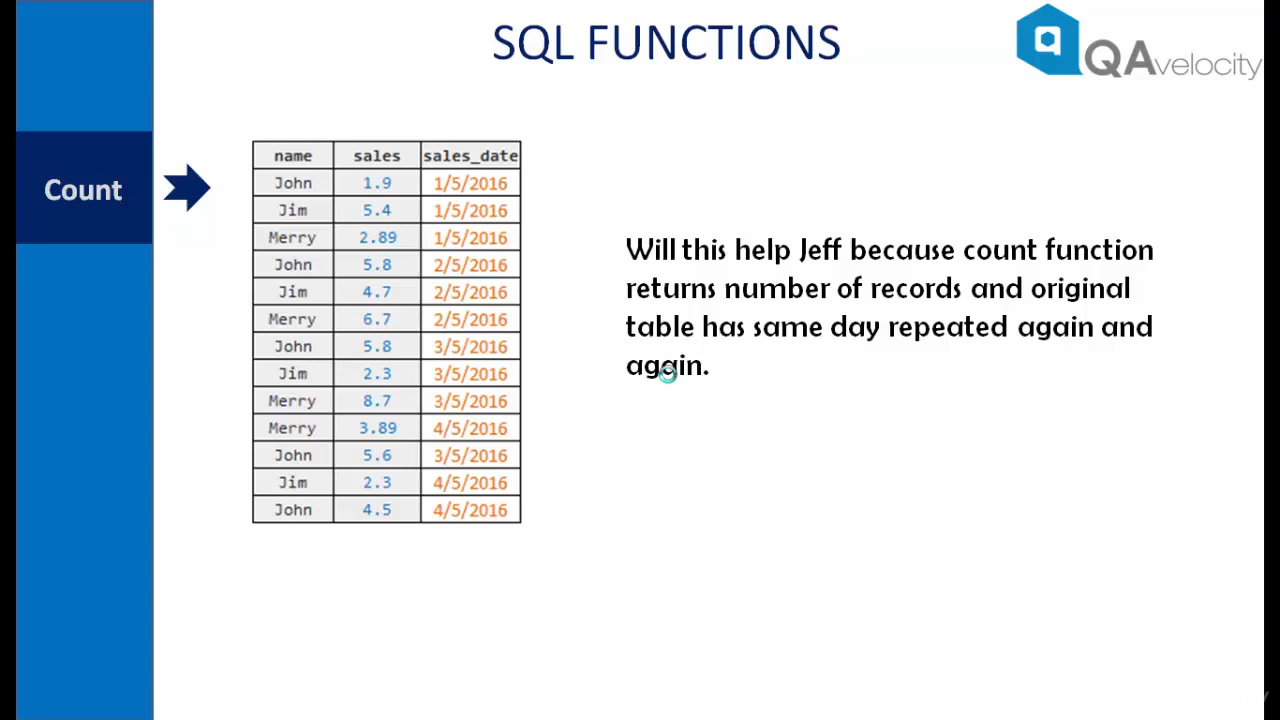 SQL FUNCTIONS
QAvelocity
Count
name sales sales_date
John 1.9 1/5/2016
Jim 5.4 1/5/2016
Merry 2.89 1/5/2016
John 5.8 2/5/2016
Jim 4.7 2/5/2016
Merry 6.7 2/5/2016
John 5.8 3/5/2016
Jim 2.3 3/5/2016
Merry 8.7 3/5/2016
Merry 3.89 4/5/2016
John 5.6 3/5/2016
Jim 2.3 4/5/2016
John 4.5 4/5/2016
Will this help Jeff because count function
returns number of records and original
table has same day repeated again and
again.